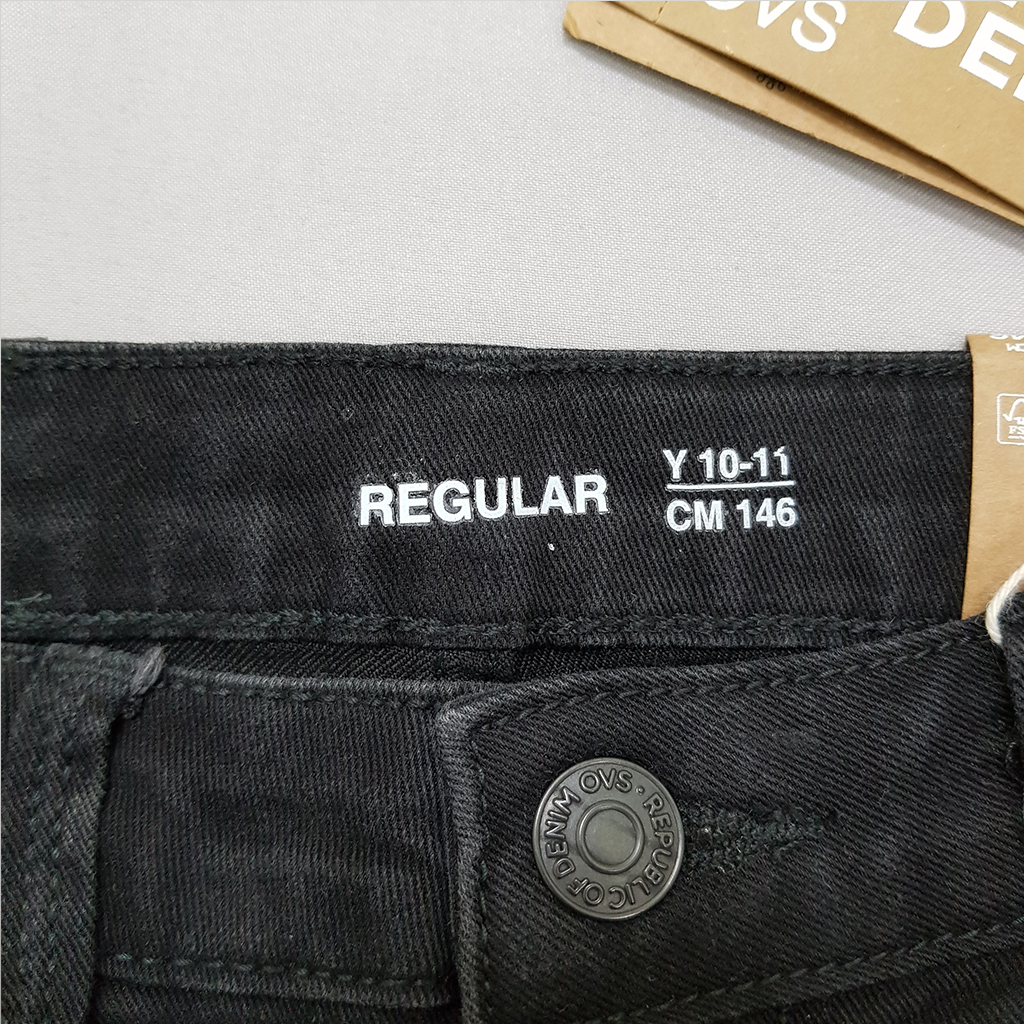 OVS
REGULAR
Y 10-11
CM 146
OVS · REPUBLIC OF DENIM